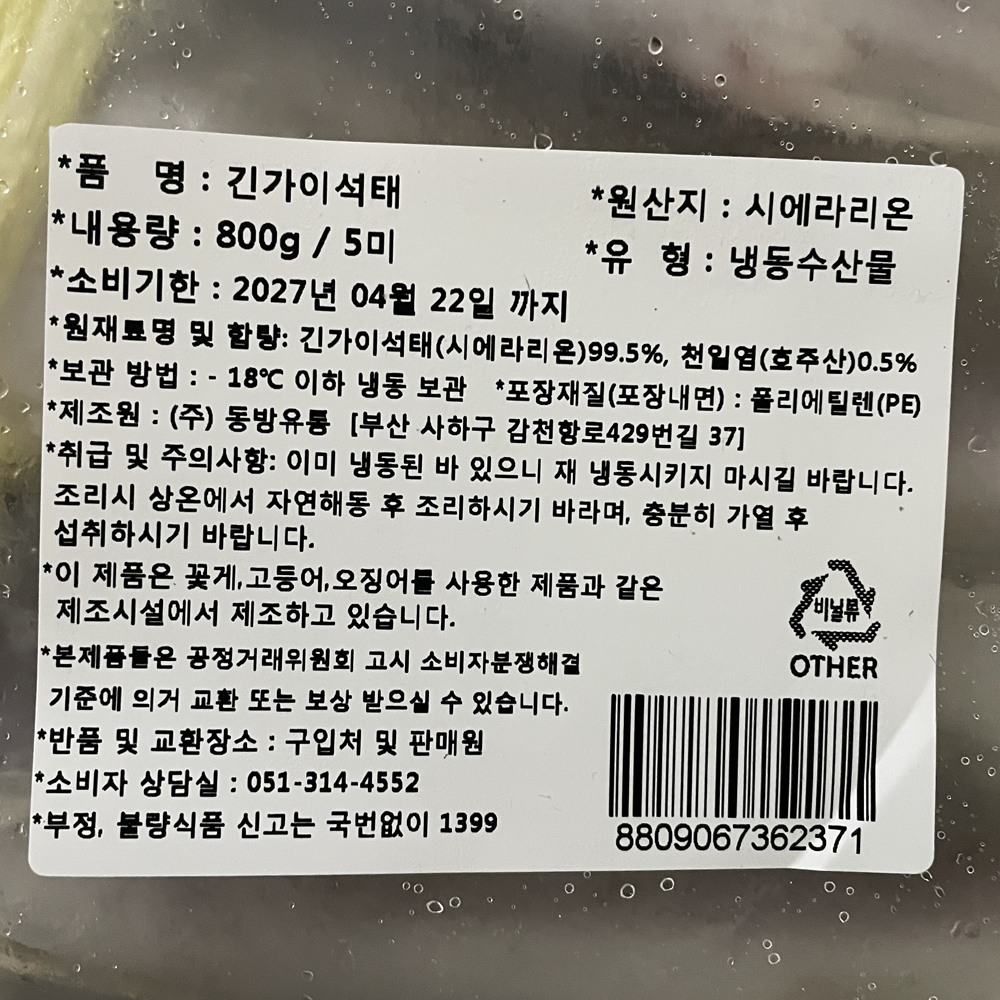 *품 명 : 긴가이석태
*원산지 : 시에라리온
*내용량 : 800g / 5미
*유 형 : 냉동수산물
*소비기한 : 2027년 04월 22일 까지
*원재료명 및 함량: 긴가이석태(시에라리온)99.5%, 천일염(호주산)0.5%
*보관 방법 : - 18℃ 이하 냉동 보관 *포장재질(포장내면) : 폴리에틸렌(PE)
*제조원 : (주) 동방유통 [부산 사하구 감천항로429번길 37]
*취급 및 주의사항: 이미 냉동된 바 있으니 재 냉동시키지 마시길 바랍니다.
조리시 상온에서 자연해동 후 조리하시기 바라며, 충분히 가열 후
섭취하시기 바랍니다.
*이 제품은 꽃게,고등어,오징어를 사용한 제품과 같은
제조시설에서 제조하고 있습니다.
비닐류
OTHER
*본제품들은 공정거래위원회 고시 소비자분쟁해결
기준에 의거 교환 또는 보상 받으실 수 있습니다.
*반품 및 교환장소 : 구입처 및 판매원
*소비자 상담실 : 051-314-4552
*부정, 불량식품 신고는 국번없이 1399
8809067362371